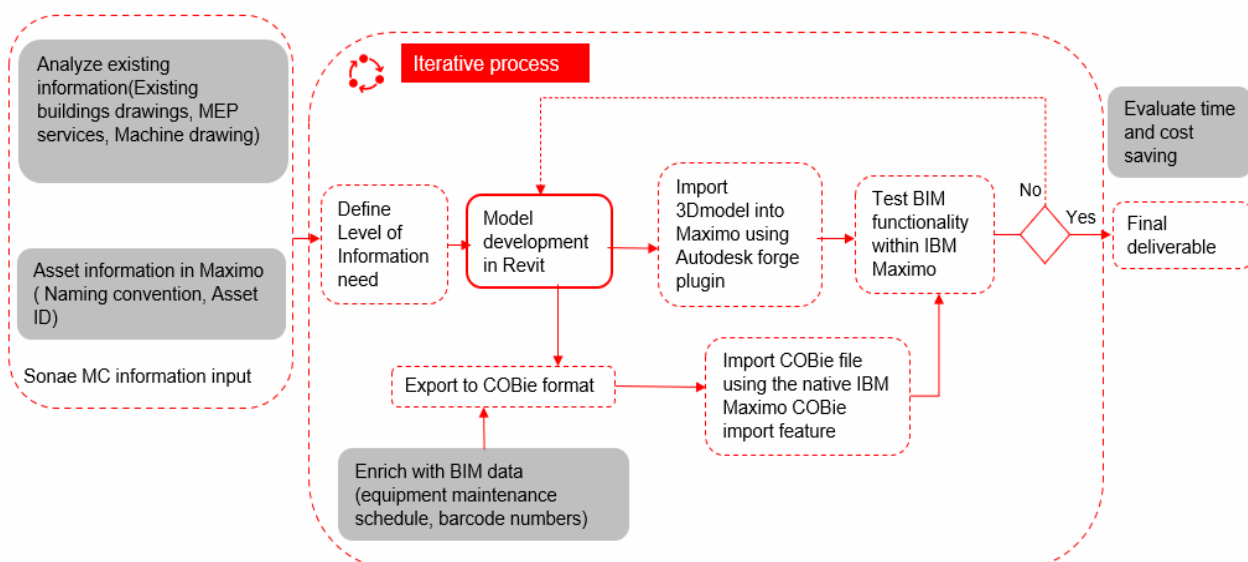 Analyze existing
information(Existing
buildings drawings, MEP
services, Machine drawing)
Asset information in Maximo
( Naming convention, Asset
ID)
Sonae MC information input
Iterative process
Define
Level of
Information
need
Model
development
in Revit
Import
3Dmodel into
Maximo using
Autodesk forge
plugin
Test BIM
functionality
within IBM
Maximo
No
Yes
Evaluate time
and cost
saving
Final
deliverable
Export to COBie format
Import COBie file
using the native IBM
Maximo COBie
import feature
Enrich with BIM data
(equipment maintenance
schedule, barcode numbers)